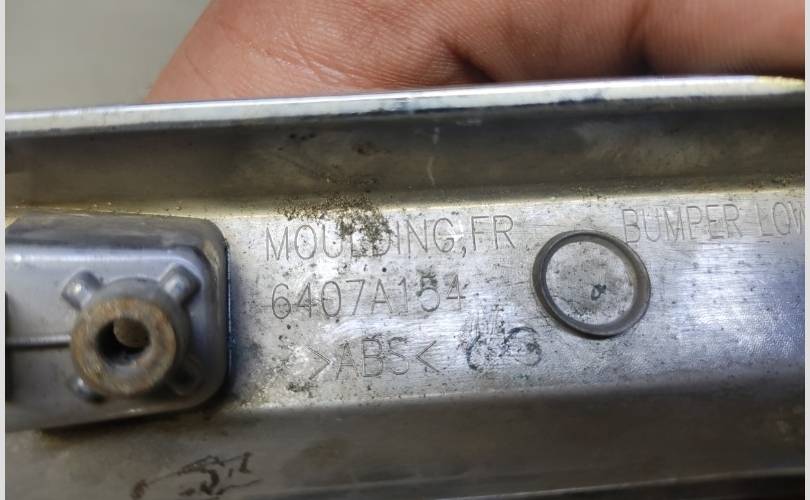 MOULDING,FR BUMPER LOW
6407A154
>ABS<